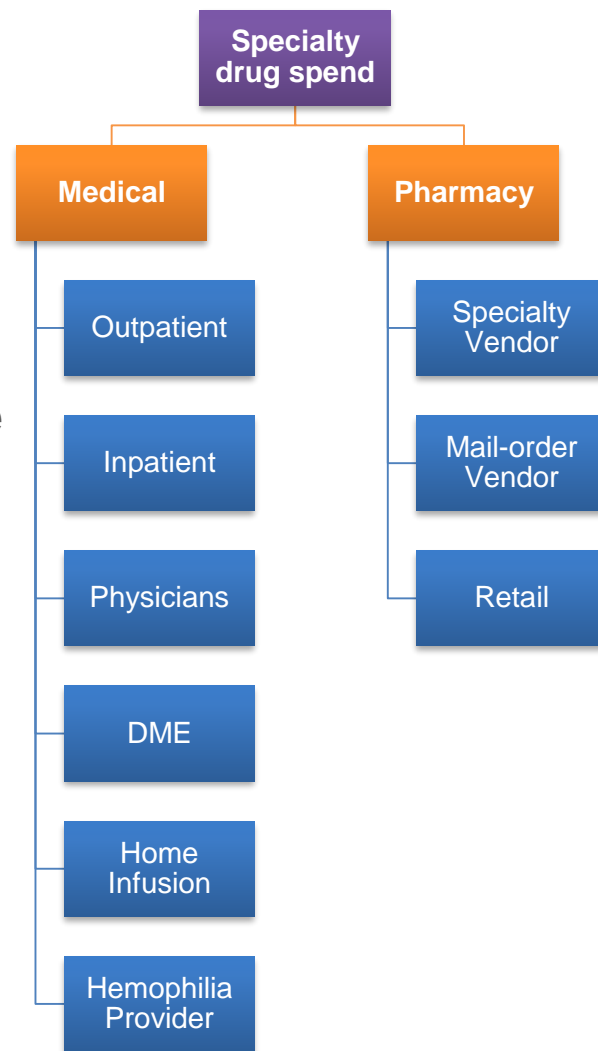 Specialty
drug spend
Medical
Pharmacy
Outpatient
Inpatient
Physicians
DME
Home
Infusion
Hemophilia
Provider
Specialty
Vendor
Mail-order
Vendor
Retail